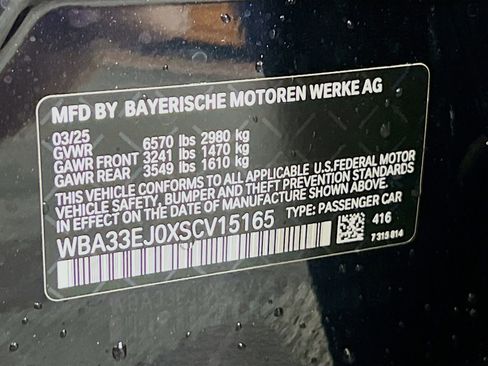 MFD BY BAYERISCHE MOTOREN WERKE AG
03/25
GVWR 6570 lbs 2980 kg
GAWR FRONT 3241 lbs 1470 kg
GAWR REAR 3549 lbs 1610 kg
THIS VEHICLE CONFORMS TO ALL APPLICABLE U.S.FEDERAL MOTOR
VEHICLE SAFETY, BUMPER AND THEFT PREVENTION STANDARDS
IN EFFECT ON THE DATE OF MANUFACTURE SHOWN ABOVE.
WBA33EJ0XSCV15165 TYPE: PASSENGER CAR
416
7 315 814